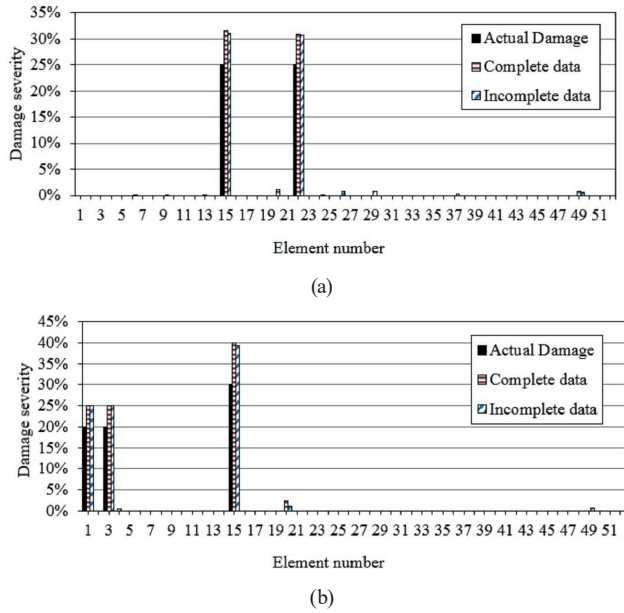 35%
30%
25%
20%
15%
10%
5%
0%
Damage severity
Actual Damage
Complete data
Incomplete data
1 3 5 7 9 11 13 15 17 19 21 23 25 27 29 31 33 35 37 39 41 43 45 47 49 51
Element number
(a)
45%
40%
35%
30%
25%
20%
15%
10%
5%
0%
Damage severity
Actual Damage
Complete data
Incomplete data
1 3 5 7 9 11 13 15 17 19 21 23 25 27 29 31 33 35 37 39 41 43 45 47 49 51
Element number
(b)